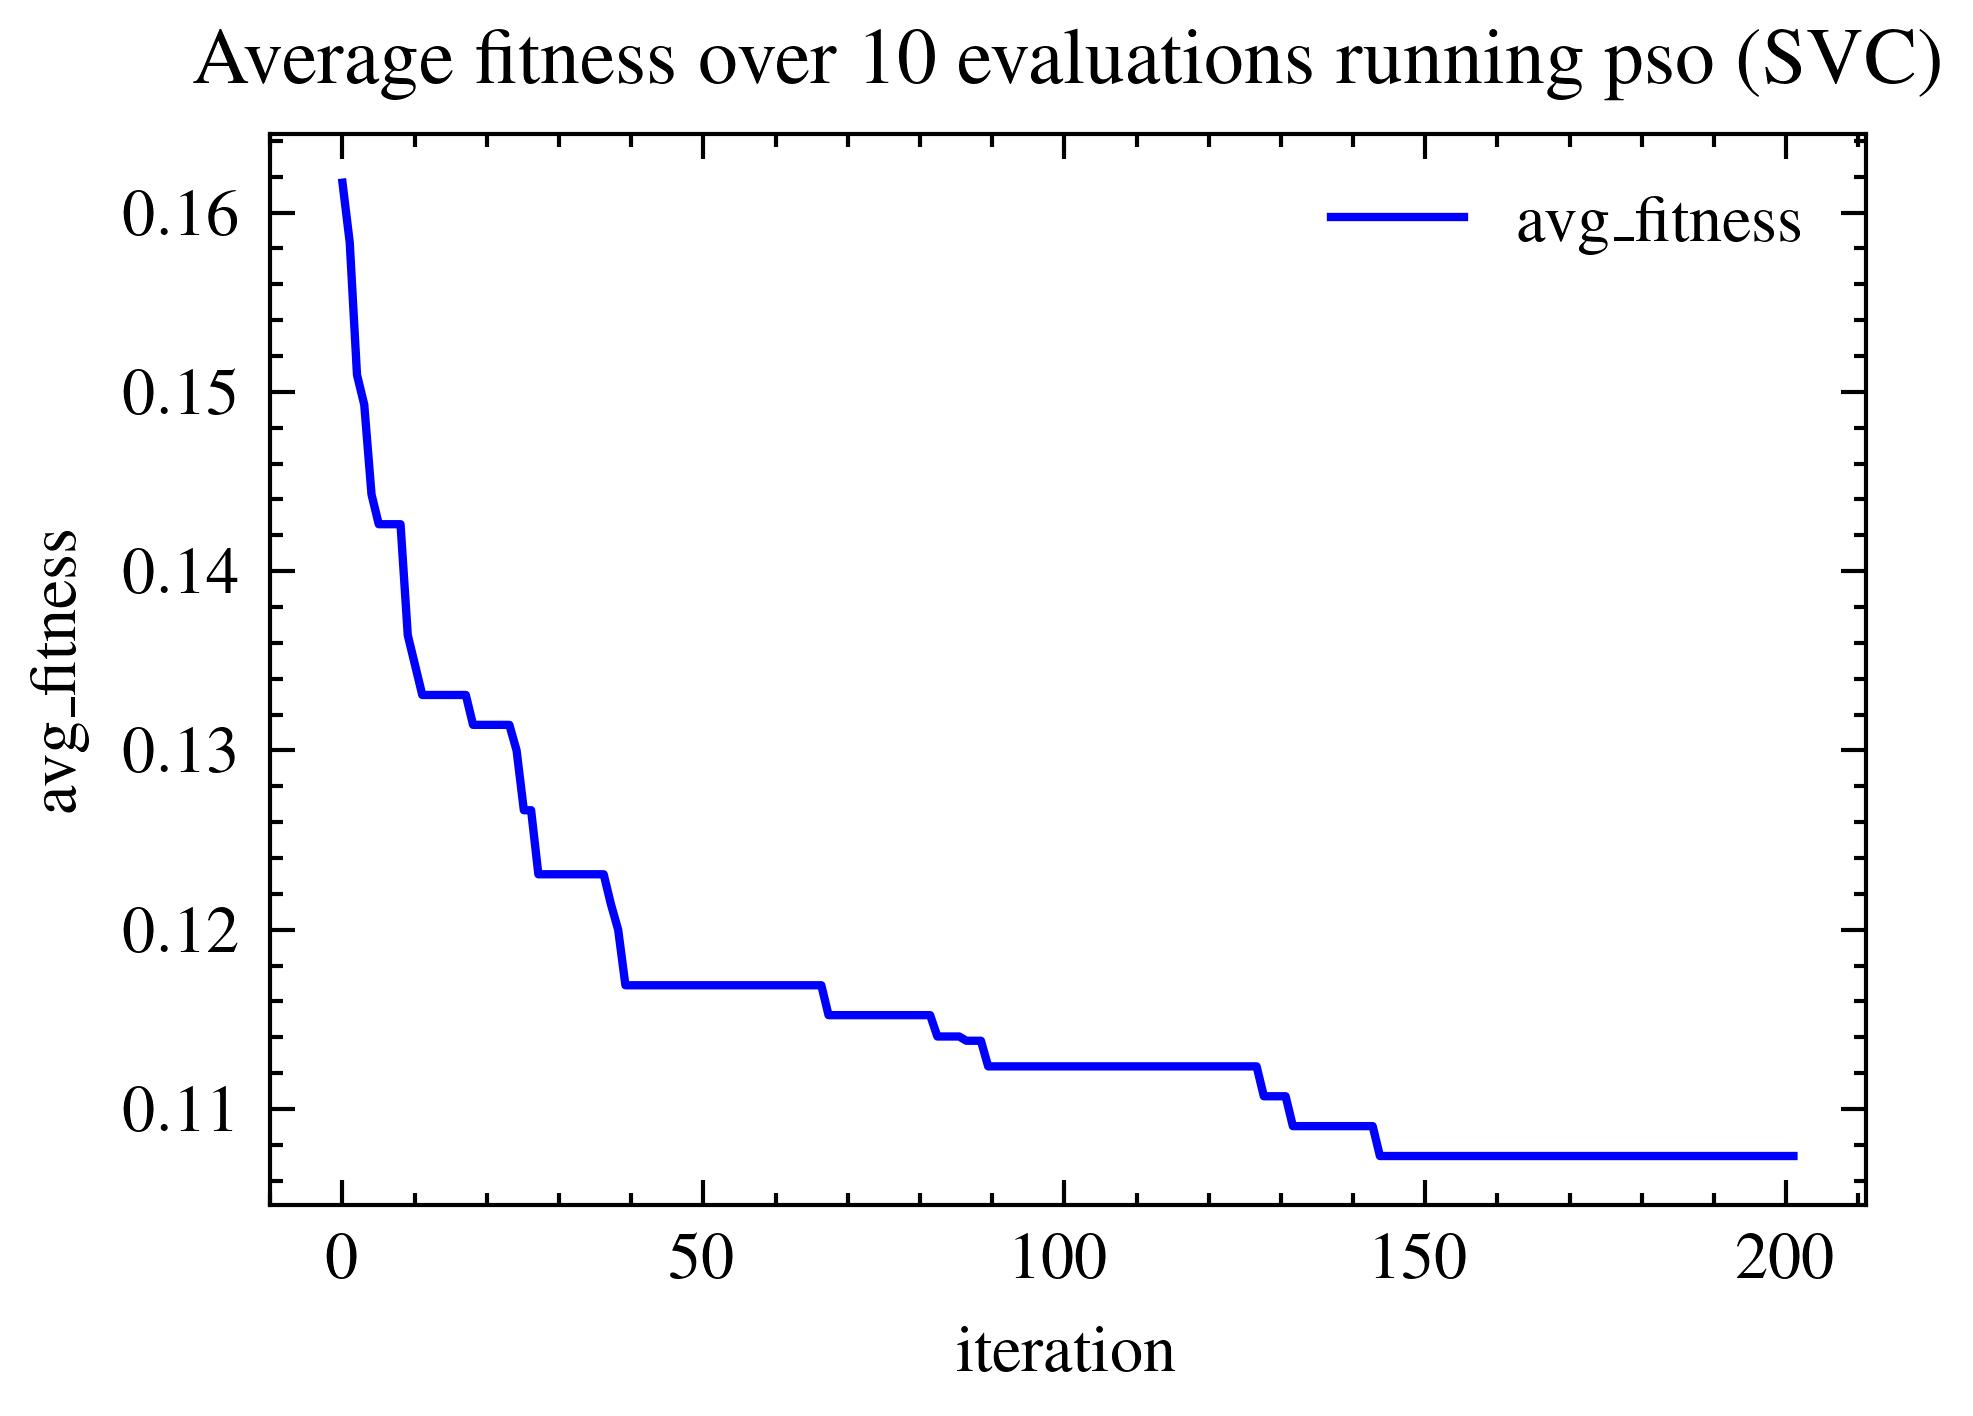 Average fitness over 10 evaluations running pso (SVC)
avg_fitness
0.16
0.15
0.14
0.13
0.12
0.11
avg_fitness
0 50 100 150 200
iteration